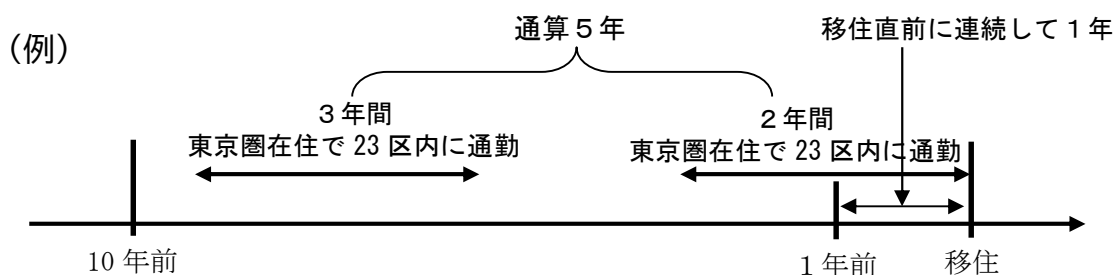 （例）
通算５年
移住直前に連続して１年
３年間
東京圏在住で 23 区内に通勤
２年間
東京圏在住で 23 区内に通勤
10 年前
１年前
移住